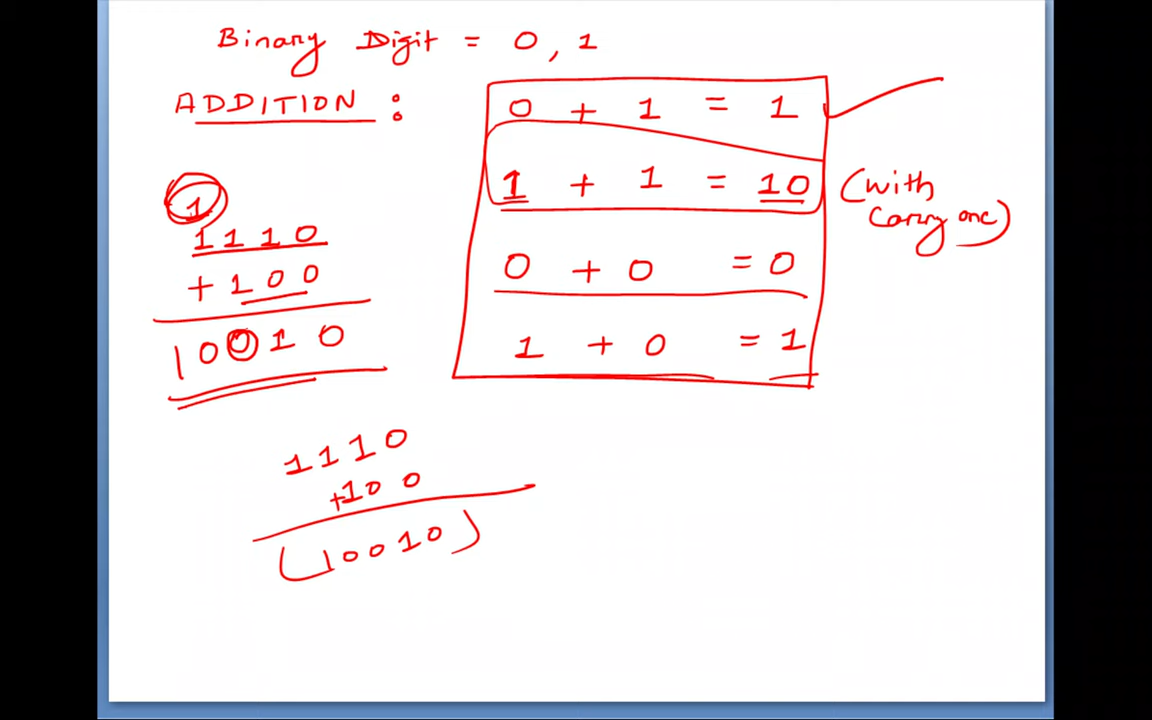 Binary Digit = 0, 1
ADDITION :
0 + 1 = 1
1 + 1 = 10 (with carry one)
0 + 0 = 0
1 + 0 = 1
1
1110
+100
10010
1110
+100
(10010)